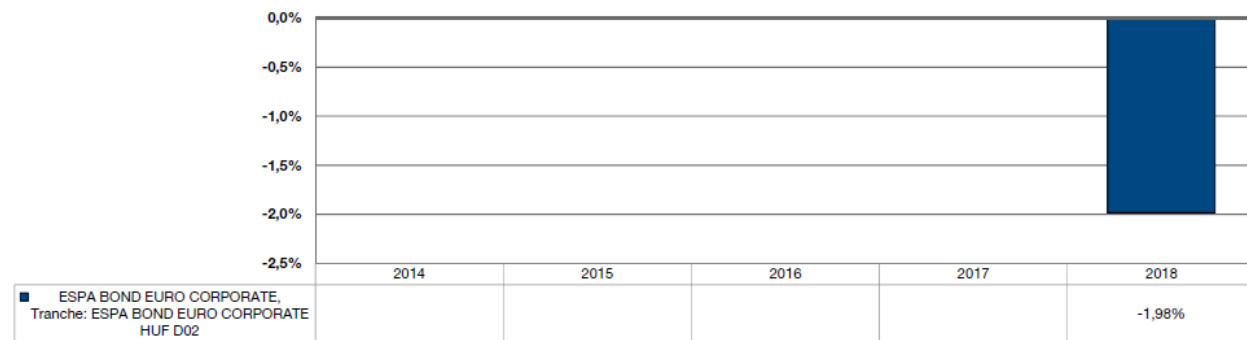 0,0%
-0,5%
-1,0%
-1,5%
-2,0%
-2,5%
2014 2015 2016 2017 2018
ESPA BOND EURO CORPORATE,
Tranche: ESPA BOND EURO CORPORATE
HUF D02
-1,98%